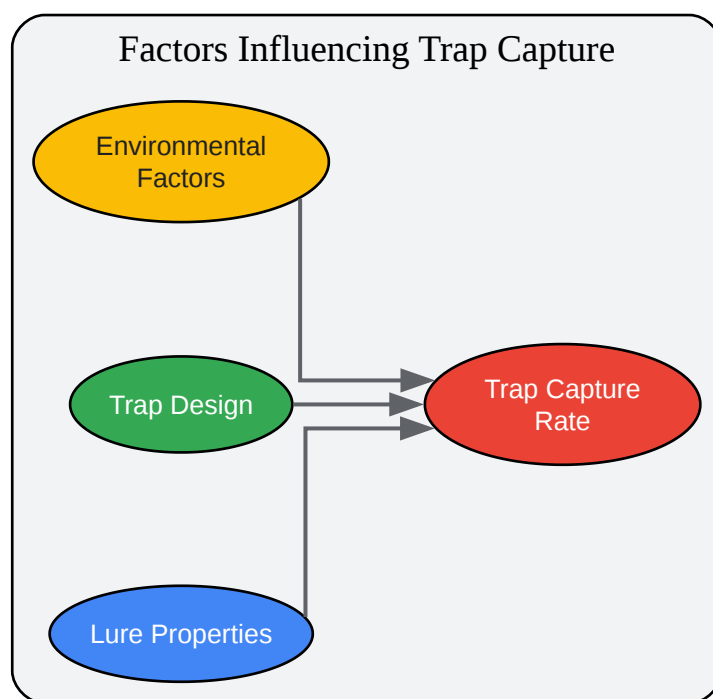 Factors Influencing Trap Capture
Environmental
Factors
Trap Design
Trap Capture
Rate
Lure Properties